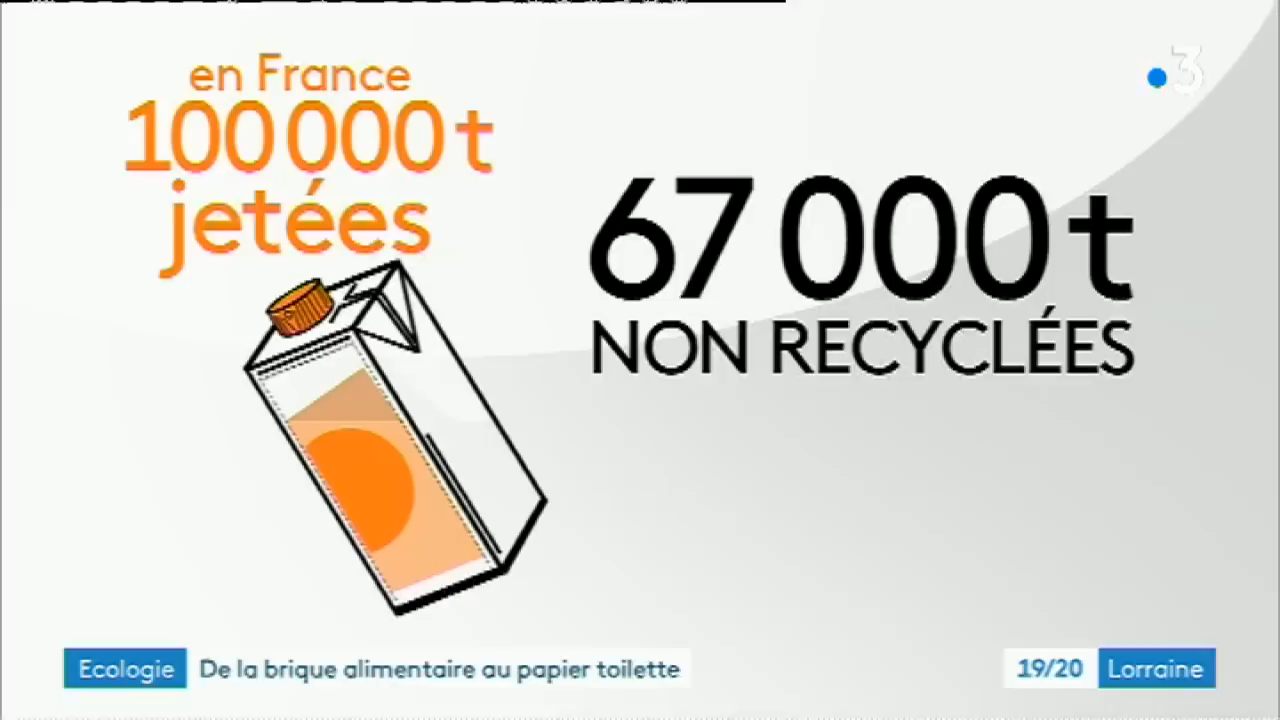 en France
100 000 t
jetées
3
67 000 t
NON RECYCLÉES
Ecologie De la brique alimentaire au papier toilette
19/20 Lorraine